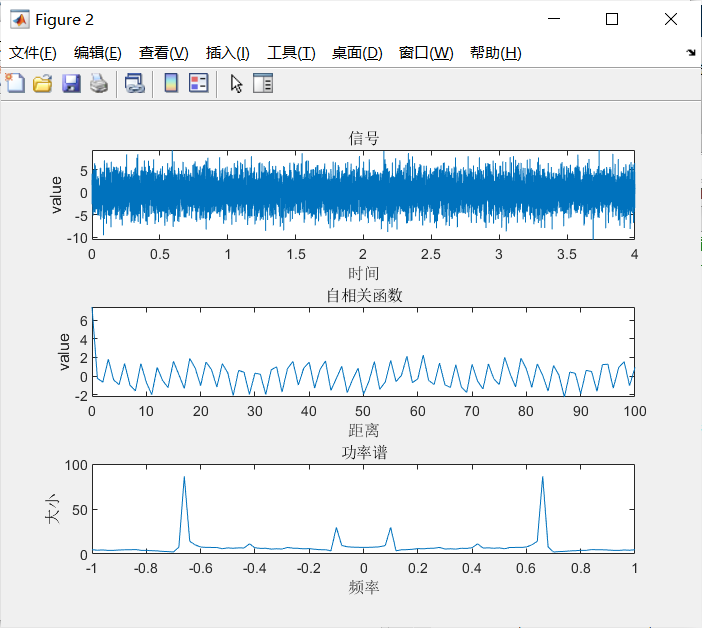 Figure 2
文件(F) 编辑(E) 查看(V) 插入(I) 工具(T) 桌面(D) 窗口(W) 帮助(H)
信号
value
5
0
-5
-10
0 0.5 1 1.5 2 2.5 3 3.5 4
时间
自相关函数
value
6
4
2
0
-2
0 10 20 30 40 50 60 70 80 90 100
距离
功率谱
大小
100
50
0
-1 -0.8 -0.6 -0.4 -0.2 0 0.2 0.4 0.6 0.8 1
频率